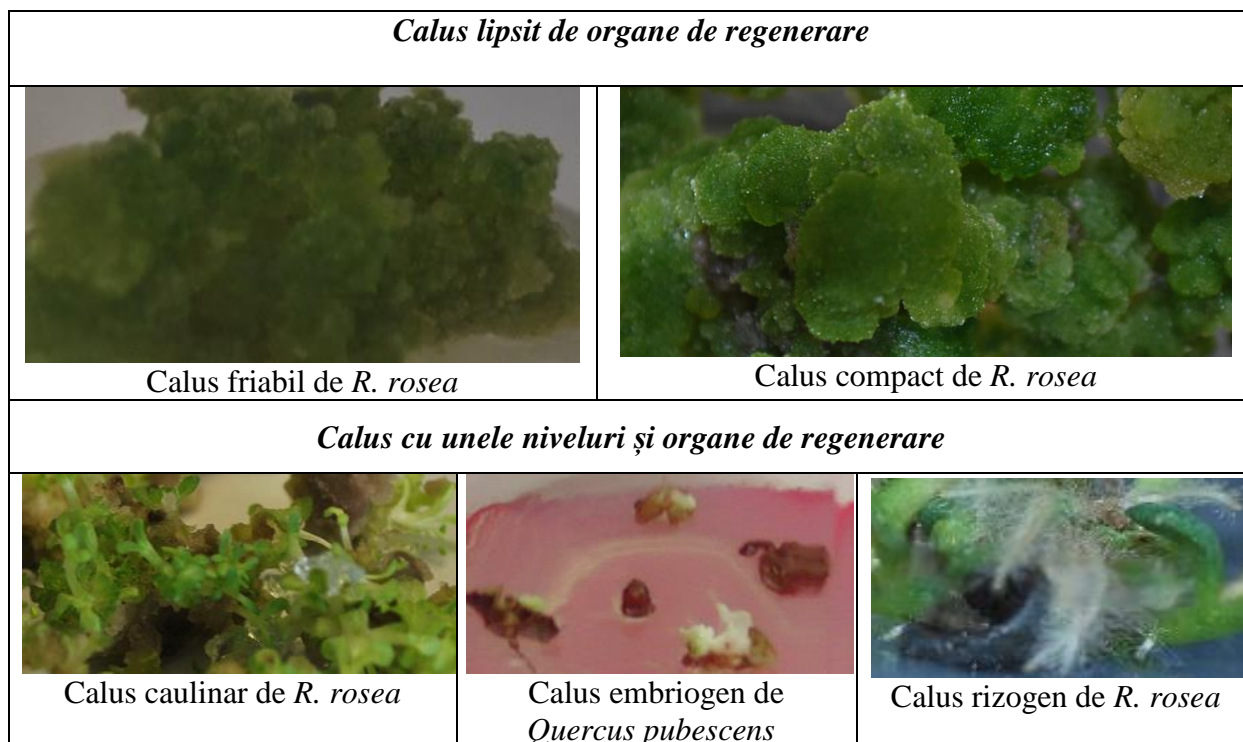 Calus lipsit de organe de regenerare
Calus friabil de R. rosea
Calus compact de R. rosea
Calus cu unele niveluri și organe de regenerare
Calus caulinar de R. rosea
Calus embriogen de
Quercus pubescens
Calus rizogen de R. rosea